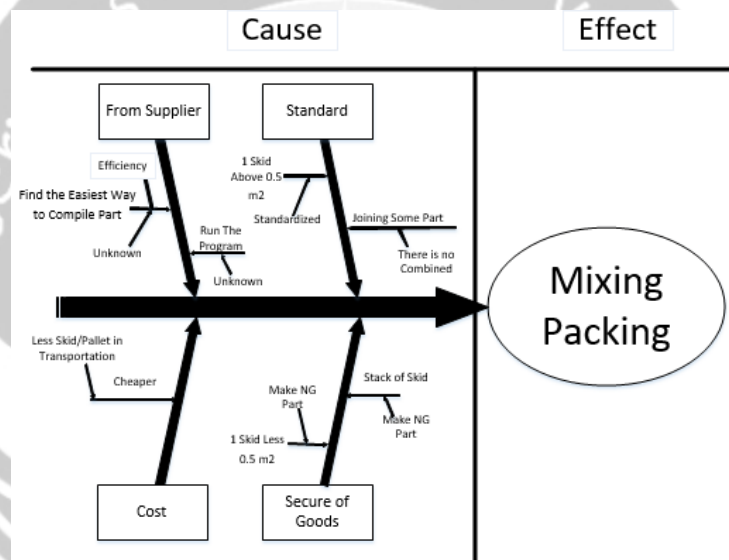 Cause
Effect
From Supplier
Standard
Efficiency
Find the Easiest Way
to Compile Part
Unknown
Run The
Program
Unknown
1 Skid
Above 0.5
m2
Standardized
Joining Some Part
There is no
Combined
Mixing
Packing
Less Skid/Pallet in
Transportation
Cheaper
Make NG
Part
1 Skid Less
0.5 m2
Stack of Skid
Make NG
Part
Cost
Secure of
Goods